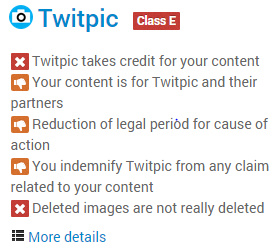 Twitpic Class E
Twitpic takes credit for your content
Your content is for Twitpic and their
partners
Reduction of legal period for cause of
action
You indemnify Twitpic from any claim
related to your content
Deleted images are not really deleted
More details